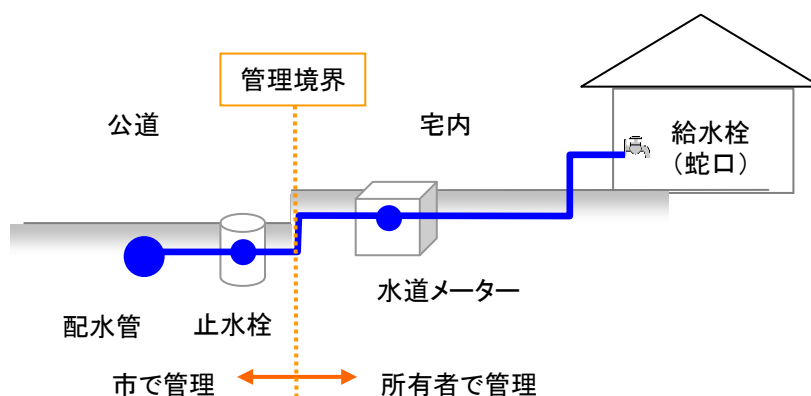 管理境界
公道
宅内
給水栓
（蛇口）
水道メーター
配水管
止水栓
市で管理
所有者で管理